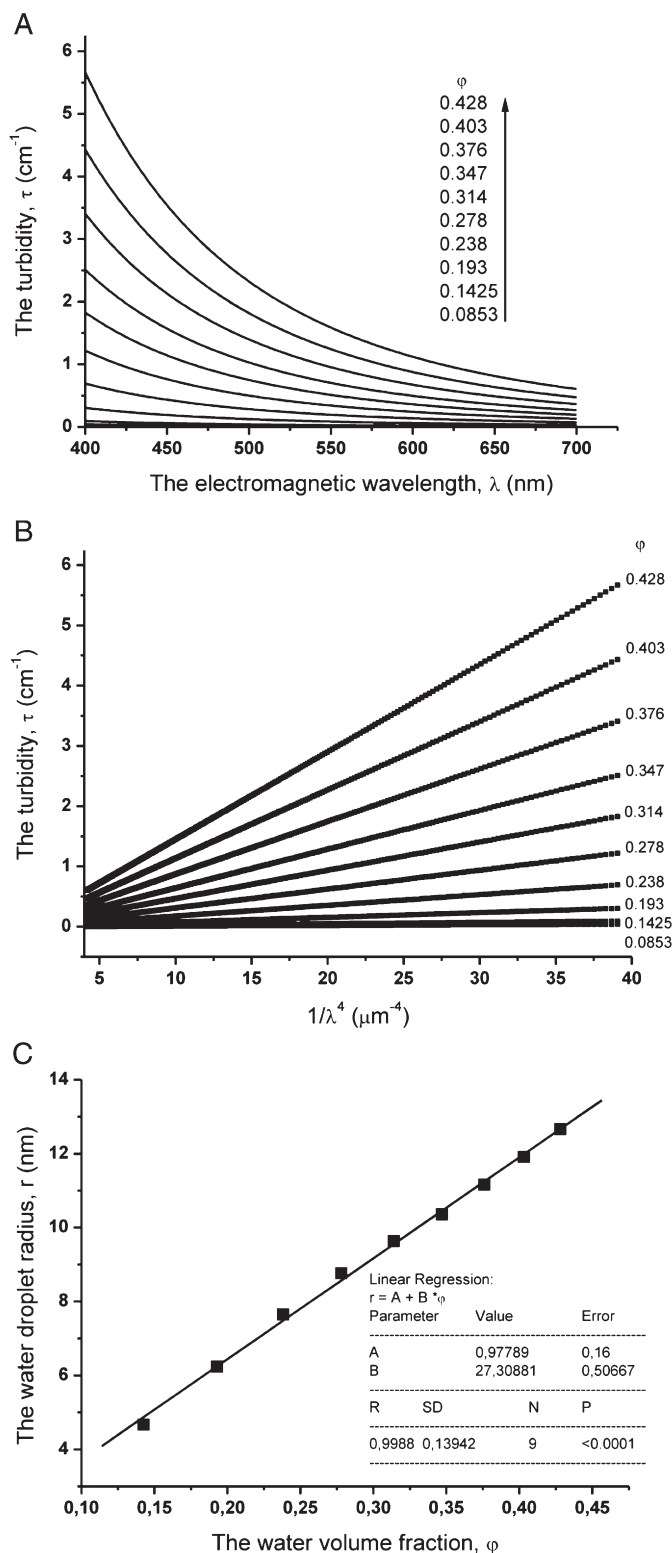 A
The turbidity, τ (cm⁻¹)
6
5
4
3
2
1
0
φ
0.428
0.403
0.376
0.347
0.314
0.278
0.238
0.193
0.1425
0.0853
400 450 500 550 600 650 700
The electromagnetic wavelength, λ (nm)
B
The turbidity, τ (cm⁻¹)
6
5
4
3
2
1
0
φ
0.428
0.403
0.376
0.347
0.314
0.278
0.238
0.193
0.1425
0.0853
5 10 15 20 25 30 35 40
1/λ⁴ (μm⁻⁴)
C
The water droplet radius, r (nm)
14
12
10
8
6
4
Linear Regression:
r = A + B *φ
Parameter Value Error
A 0,97789 0,16
B 27,30881 0,50667
R SD N P
0,9988 0,13942 9 <0.0001
0,10 0,15 0,20 0,25 0,30 0,35 0,40 0,45
The water volume fraction, φ